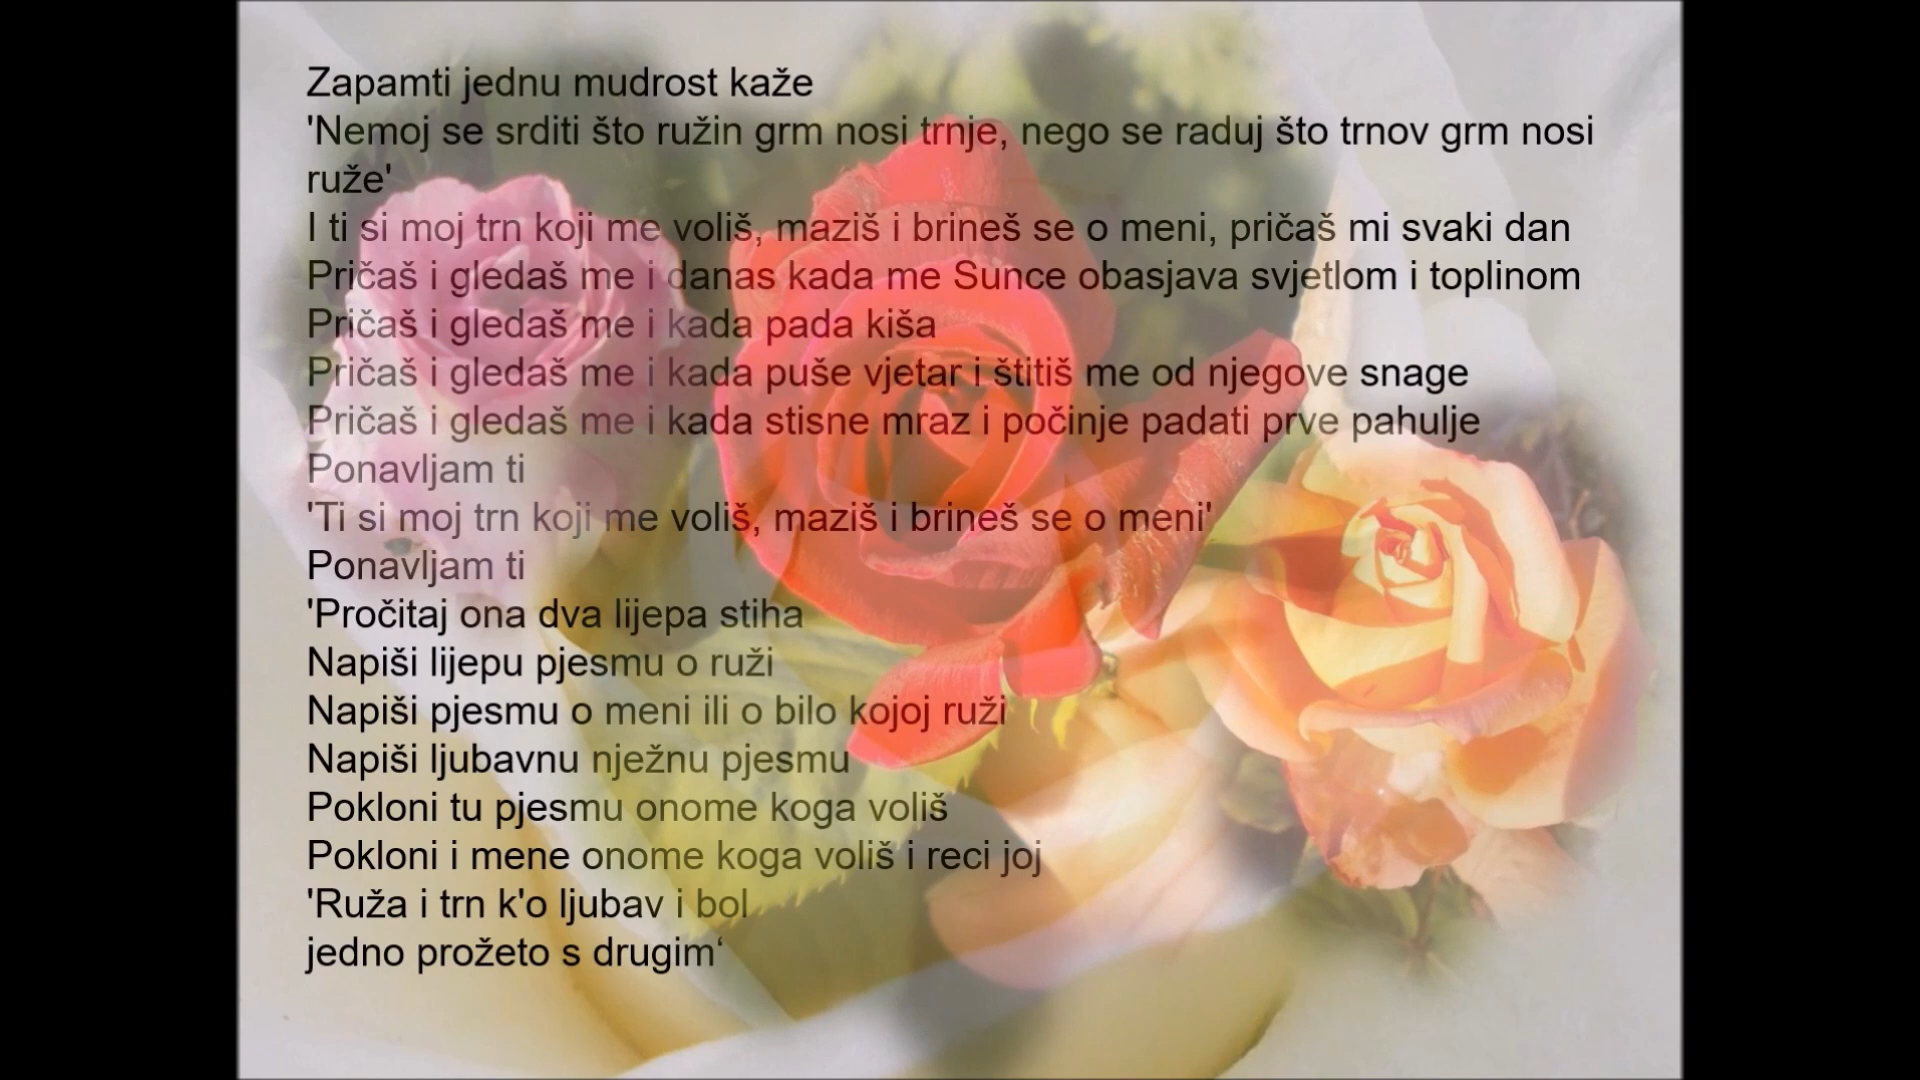 Zapamti jednu mudrost kaže
'Nemoj se srditi što ružin grm nosi trnje, nego se raduj što trnov grm nosi
ruže'
I ti si moj trn koji me voliš, maziš i brineš se o meni, pričaš mi svaki dan
Pričaš i gledaš me i danas kada me Sunce obasjava svjetlom i toplinom
Pričaš i gledaš me i kada pada kiša
Pričaš i gledaš me i kada puše vjetar i štitiš me od njegove snage
Pričaš i gledaš me i kada stisne mraz i počinje padati prve pahulje
Ponavljam ti
'Ti si moj trn koji me voliš, maziš i brineš se o meni'
Ponavljam ti
'Pročitaj ona dva lijepa stiha
Napiši lijepu pjesmu o ruži
Napiši pjesmu o meni ili o bilo kojoj ruži
Napiši ljubavnu nježnu pjesmu
Pokloni tu pjesmu onome koga voliš
Pokloni i mene onome koga voliš i reci joj
'Ruža i trn k'o ljubav i bol
jedno prožeto s drugim‘